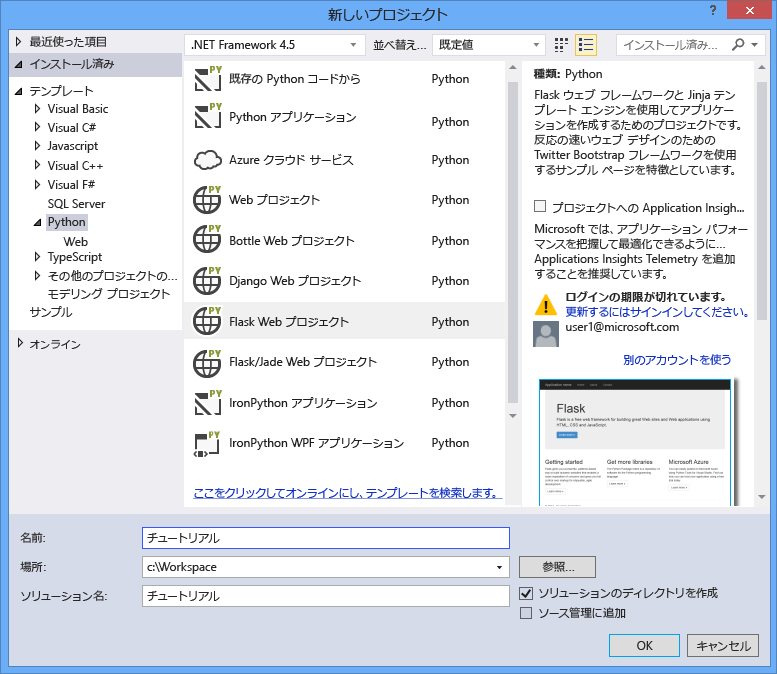 新しいプロジェクト
?
最近使った項目
インストール済み
テンプレート
Visual Basic
Visual C#
Javascript
Visual C++
Visual F#
SQL Server
Python
Web
TypeScript
その他のプロジェクトの...
モデリング プロジェクト
サンプル
オンライン
.NET Framework 4.5
並べ替え...
既定値
インストール済み...
既存の Python コードから Python
Python アプリケーション Python
Azure クラウド サービス Python
Web プロジェクト Python
Bottle Web プロジェクト Python
Django Web プロジェクト Python
Flask Web プロジェクト Python
Flask/Jade Web プロジェクト Python
IronPython アプリケーション Python
IronPython WPF アプリケーション Python
ここをクリックしてオンラインにし、テンプレートを検索します。
種類: Python
Flask ウェブ フレームワークと Jinja テン
プレート エンジンを使用してアプリケー
ションを作成するためのプロジェクトです。
反応の速いウェブ デザインのための
Twitter Bootstrap フレームワークを使用
するサンプル ページを特徴としています。
プロジェクトへの Application Insigh...
Microsoft では、アプリケーション パフォー
マンスを把握して最適化できるように...
Applications Insights Telemetry を追加
することを推奨しています。
ログインの期限が切れています。
更新するにはサインインしてください。
user1@microsoft.com
別のアカウントを使う
Flask
Flask is a free web framework for building great Web sites and Web applications using
HTML, CSS and JavaScript.
Getting started
Get more libraries
Microsoft Azure
名前:
チュートリアル
場所:
c:\Workspace
参照...
ソリューション名:
チュートリアル
ソリューションのディレクトリを作成
ソース管理に追加
OK
キャンセル